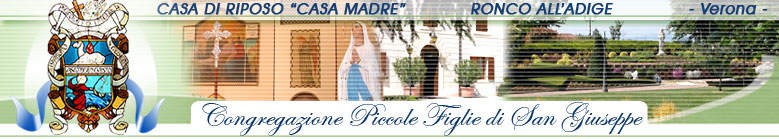 CASA DI RIPOSO “CASA MADRE” RONCO ALL'ADIGE - Verona -
Congregazione Piccole Figlie di San Giuseppe